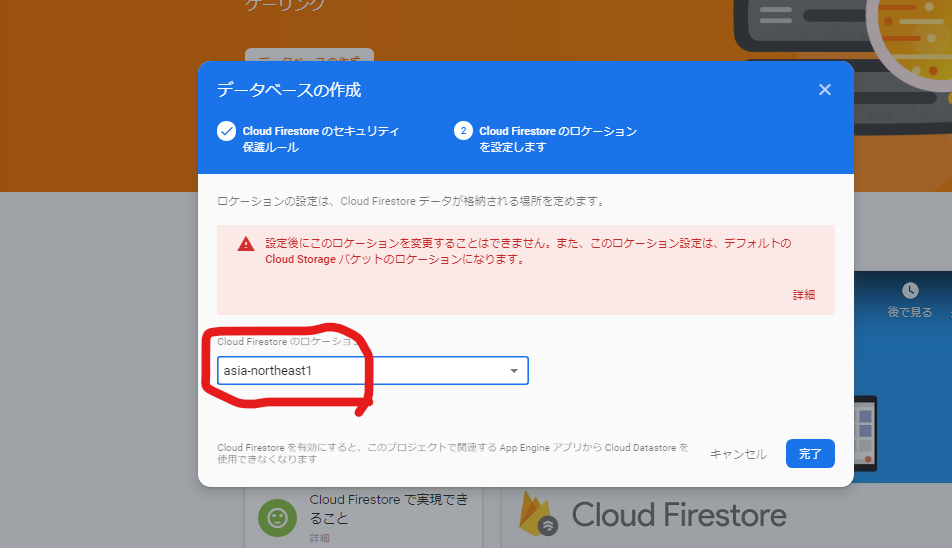 ケーリング
データベースの作成
データベースの作成
Cloud Firestore のセキュリティ
保護ルール
2
Cloud Firestore のロケーション
を設定します
ロケーションの設定は、Cloud Firestore データが格納される場所を定めます。
設定後にこのロケーションを変更することはできません。また、このロケーション設定は、デフォルトの
Cloud Storage バケットのロケーションになります。
詳細
後で見る
Cloud Firestore のロケーション
asia-northeast1
Cloud Firestore を有効にすると、このプロジェクトで関連する App Engine アプリから Cloud Datastore を
使用できなくなります
キャンセル
完了
Cloud Firestore で実現でき
ること
詳細
Cloud Firestore